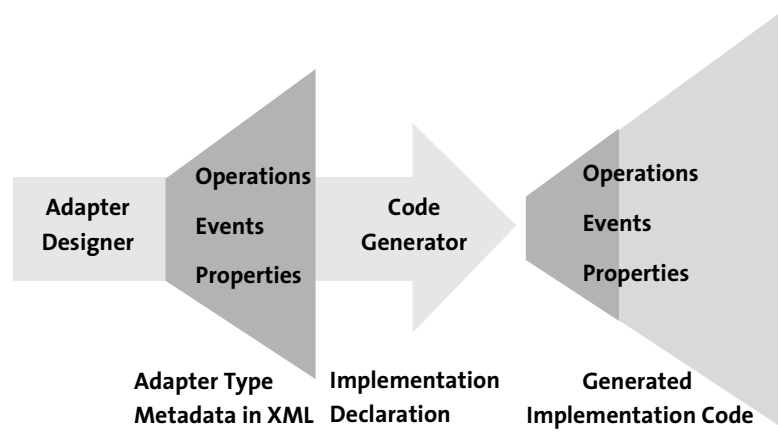 Adapter
Designer
Operations
Events
Properties
Code
Generator
Operations
Events
Properties
Adapter Type
Metadata in XML
Implementation
Declaration
Generated
Implementation Code